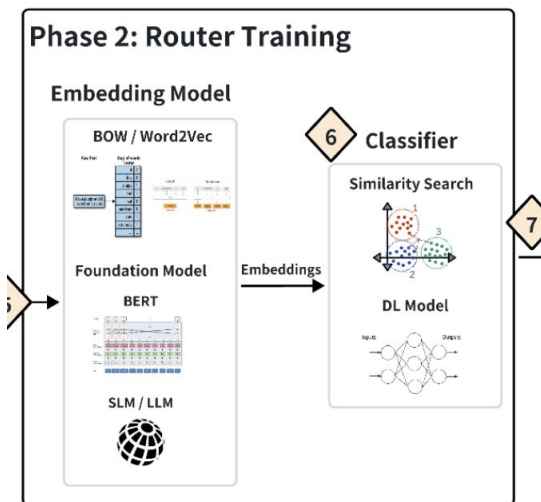 Phase 2: Router Training
Embedding Model
BOW / Word2Vec
Foundation Model
BERT
SLM / LLM
5
Embeddings
6
Classifier
Similarity Search
1
3
2
DL Model
Inputs
Outputs
7